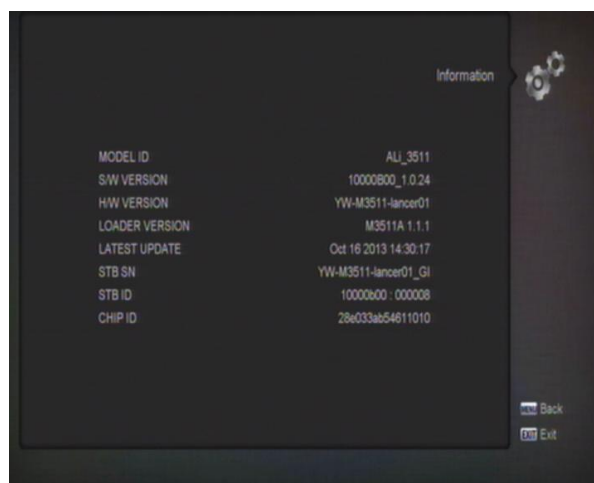 Information
MODEL ID ALi_3511
S/W VERSION 10000B00_1.0.24
H/W VERSION YW-M3511-lancer01
LOADER VERSION M3511A 1.1.1
LATEST UPDATE Oct 16 2013 14:30:17
STB SN YW-M3511-lancer01_GI
STB ID 10000b00 : 000008
CHIP ID 28e033ab54611010
MENU Back
EXIT Exit